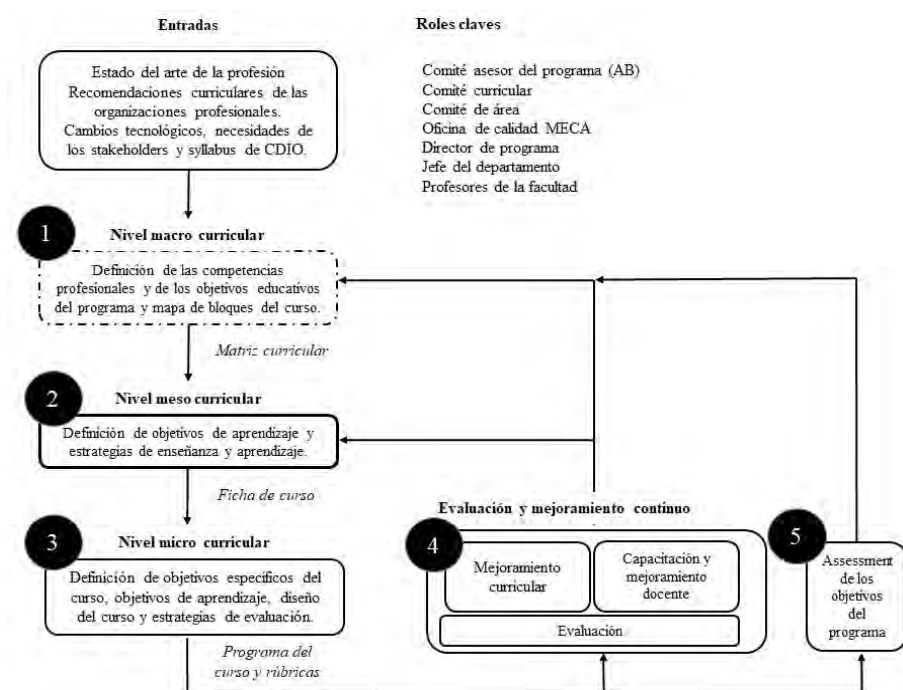 Entradas
Estado del arte de la profesión
Recomendaciones curriculares de las
organizaciones profesionales.
Cambios tecnológicos, necesidades de
los stakeholders y syllabus de CDIO.
Roles claves
Comité asesor del programa (AB)
Comité curricular
Comité de área
Oficina de calidad MECA
Director de programa
Jefe del departamento
Profesores de la facultad
1
Nivel macro curricular
Definición de las competencias
profesionales y de los objetivos educativos
del programa y mapa de bloques del curso.
Matriz curricular
2
Nivel meso curricular
Definición de objetivos de aprendizaje y
estrategias de enseñanza y aprendizaje.
Ficha de curso
3
Nivel micro curricular
Definición de objetivos específicos del
curso, objetivos de aprendizaje, diseño
del curso y estrategias de evaluación.
Programa del
curso y rúbricas
Evaluación y mejoramiento continuo
4
Mejoramiento
curricular
Capacitación y
mejoramiento
docente
Evaluación
5
Assessment
de los
objetivos
del
programa